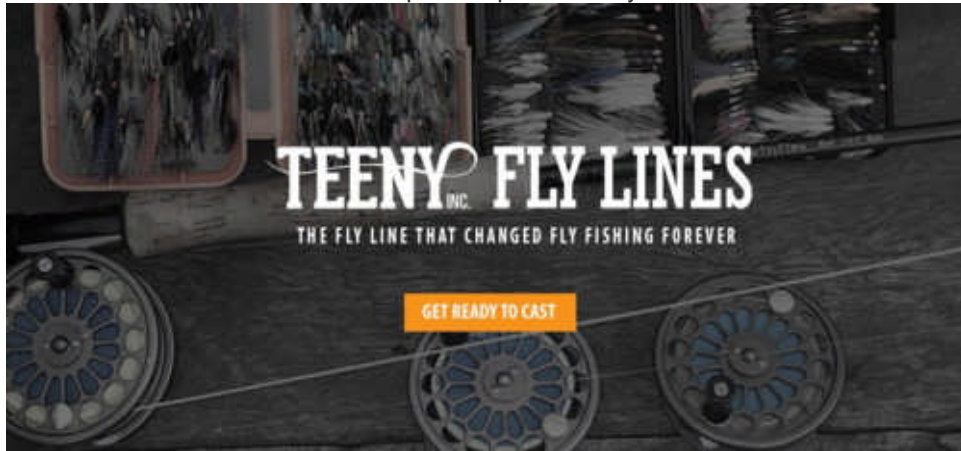 TEENY INC. FLY LINES
THE FLY LINE THAT CHANGED FLY FISHING FOREVER
GET READY TO CAST